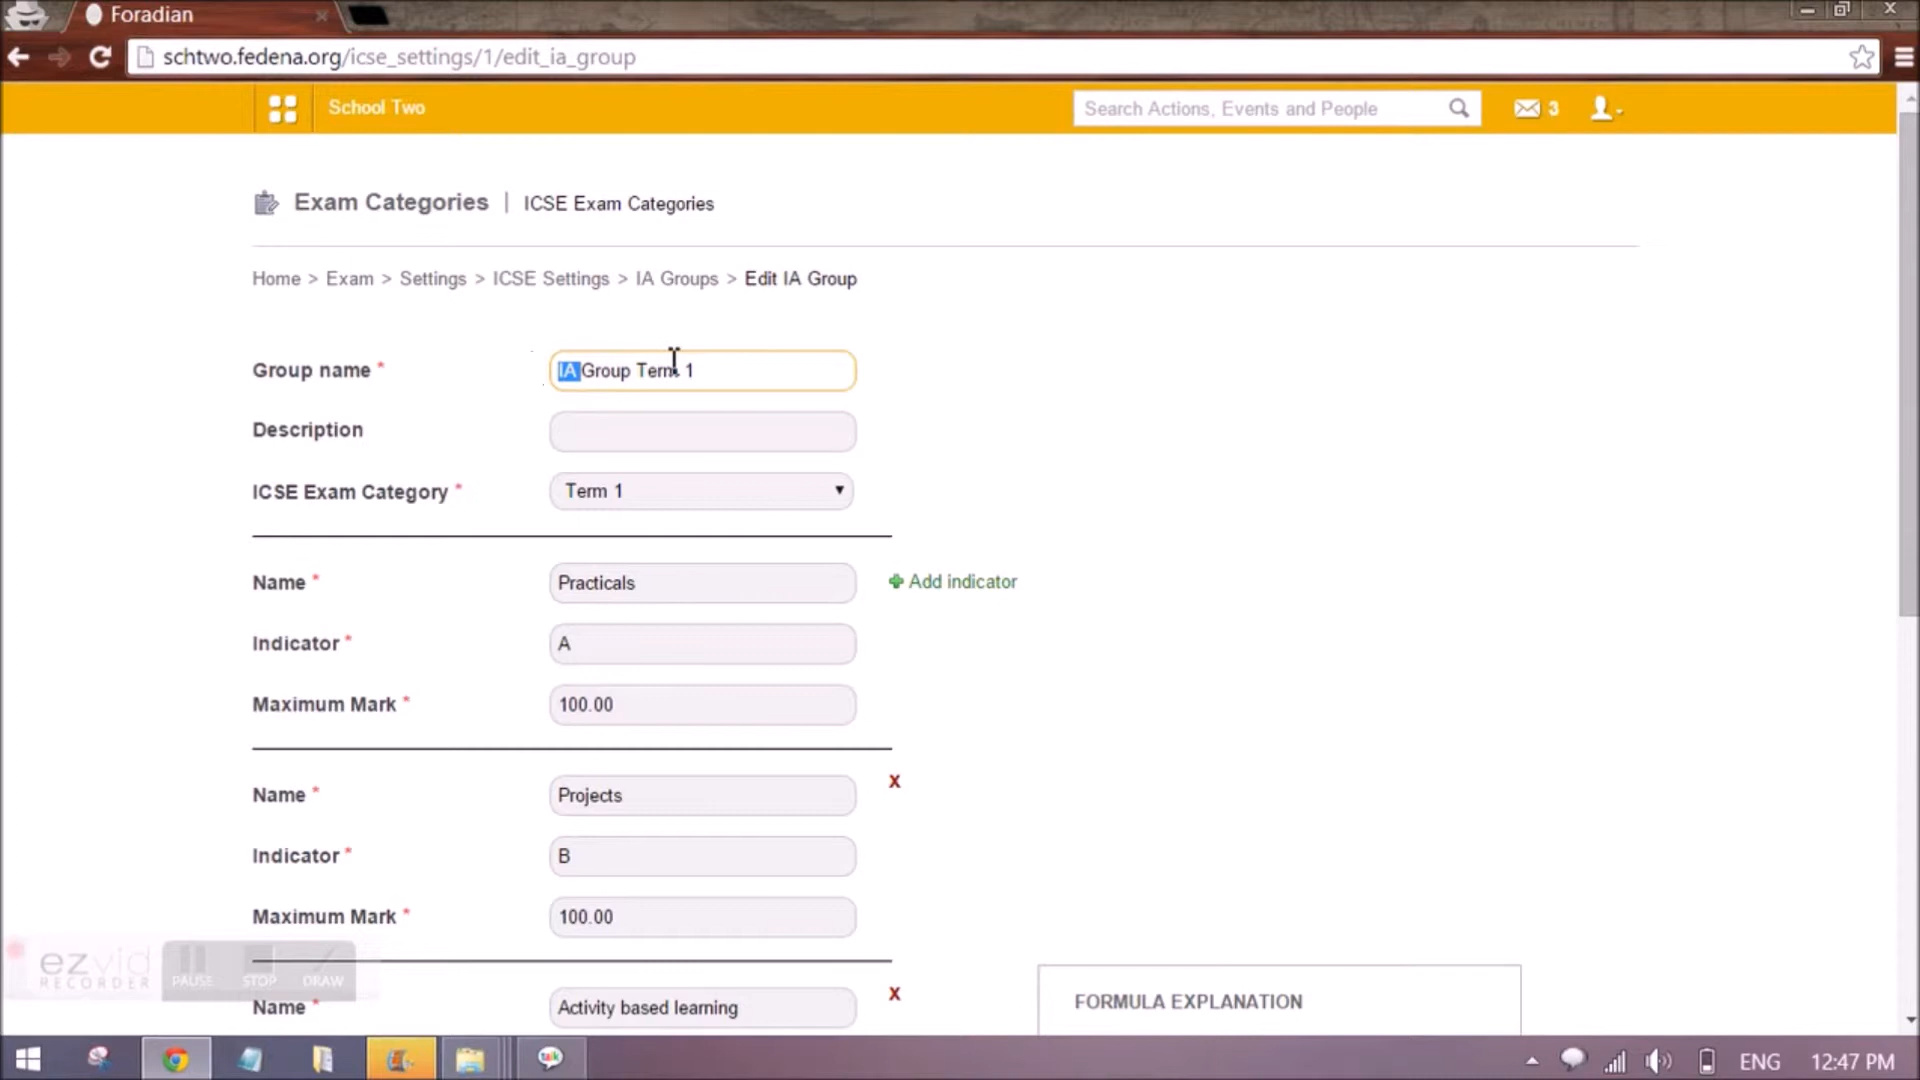 Foradian
schtwo.fedena.org/icse_settings/1/edit_ia_group
School Two
Search Actions, Events and People
3
Exam Categories | ICSE Exam Categories
Home > Exam > Settings > ICSE Settings > IA Groups > Edit IA Group
Group name * IA Group Term 1
Description
ICSE Exam Category * Term 1
Name * Practicals + Add indicator
Indicator * A
Maximum Mark * 100.00
Name * Projects X
Indicator * B
Maximum Mark * 100.00
ezvid
RECORDER PAUSE STOP DRAW
Name * Activity based learning X
FORMULA EXPLANATION
talk
ENG 12:47 PM